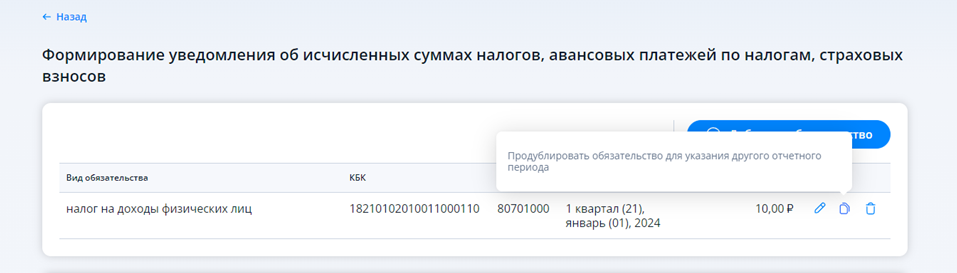 ← Назад
Формирование уведомления об исчисленных суммах налогов, авансовых платежей по налогам, страховых
взносов
Продублировать обязательство для указания другого отчетного
периода
Вид обязательства КБК
налог на доходы физических лиц 18210102010011000110 80701000 1 квартал (21), 10,00 ₽
январь (01), 2024